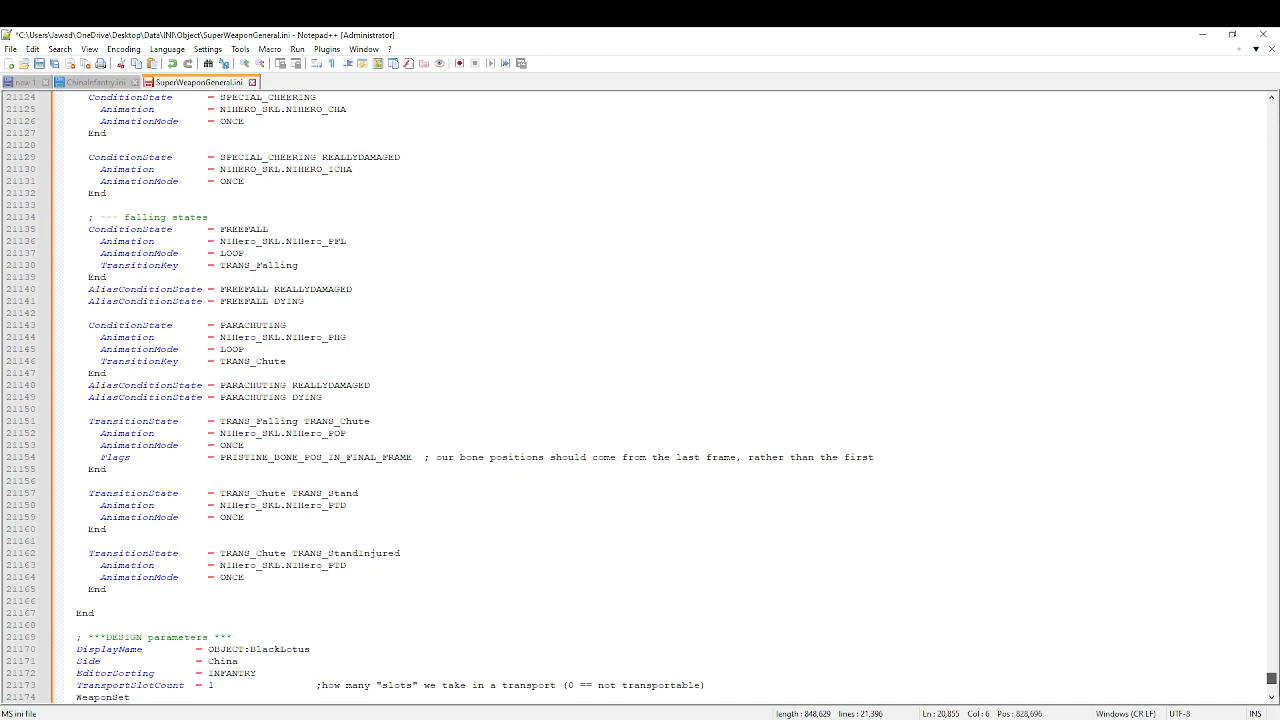 *C:\Users\Jawad\OneDrive\Desktop\Data\INI\Object\SuperWeaponGeneral.ini - Notepad++ [Administrator]
File Edit Search View Encoding Language Settings Tools Macro Run Plugins Window ?
new 1 ChinaInfantry.ini SuperWeaponGeneral.ini
21124 ConditionState = SPECIAL_CHEERING
21125 Animation = NIHERO_SKL.NIHERO_CHA
21126 AnimationMode = ONCE
21127 End
21128
21129 ConditionState = SPECIAL_CHEERING REALLYDAMAGED
21130 Animation = NIHERO_SKL.NIHERO_ICHA
21131 AnimationMode = ONCE
21132 End
21133
21134 ; --- falling states
21135 ConditionState = FREEFALL
21136 Animation = NIHero_SKL.NIHero_PFL
21137 AnimationMode = LOOP
21138 TransitionKey = TRANS_Falling
21139 End
21140 AliasConditionState = FREEFALL REALLYDAMAGED
21141 AliasConditionState = FREEFALL DYING
21142
21143 ConditionState = PARACHUTING
21144 Animation = NIHero_SKL.NIHero_PHG
21145 AnimationMode = LOOP
21146 TransitionKey = TRANS_Chute
21147 End
21148 AliasConditionState = PARACHUTING REALLYDAMAGED
21149 AliasConditionState = PARACHUTING DYING
21150
21151 TransitionState = TRANS_Falling TRANS_Chute
21152 Animation = NIHero_SKL.NIHero_POP
21153 AnimationMode = ONCE
21154 Flags = PRISTINE_BONE_POS_IN_FINAL_FRAME ; our bone positions should come from the last frame, rather than the first
21155 End
21156
21157 TransitionState = TRANS_Chute TRANS_Stand
21158 Animation = NIHero_SKL.NIHero_PTD
21159 AnimationMode = ONCE
21160 End
21161
21162 TransitionState = TRANS_Chute TRANS_StandInjured
21163 Animation = NIHero_SKL.NIHero_PTD
21164 AnimationMode = ONCE
21165 End
21166
21167 End
21168
21169 ; ***DESIGN parameters ***
21170 DisplayName = OBJECT:BlackLotus
21171 Side = China
21172 EditorSorting = INFANTRY
21173 TransportSlotCount = 1 ;how many "slots" we take in a transport (0 == not transportable)
21174 WeaponSet
MS ini file length : 848,629 lines : 21,396 Ln : 20,855 Col : 6 Pos : 828,696 Windows (CR LF) UTF-8 INS